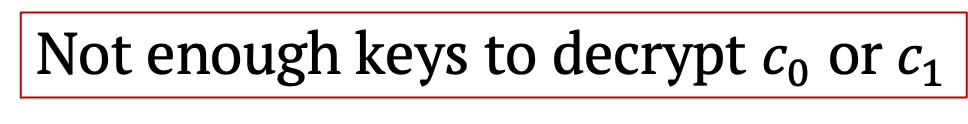 Not enough keys to decrypt c₀ or c₁